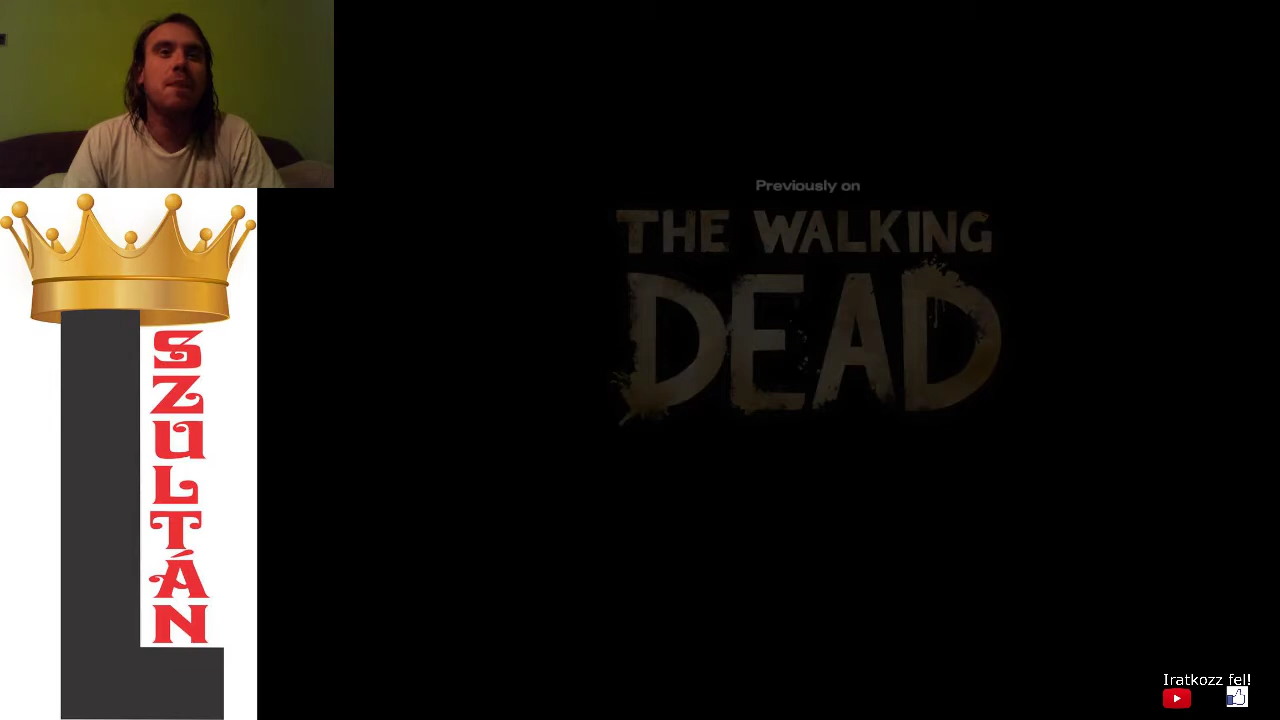 Previously on
THE WALKING
DEAD
L
SZULTÁN
Iratkozz fel!